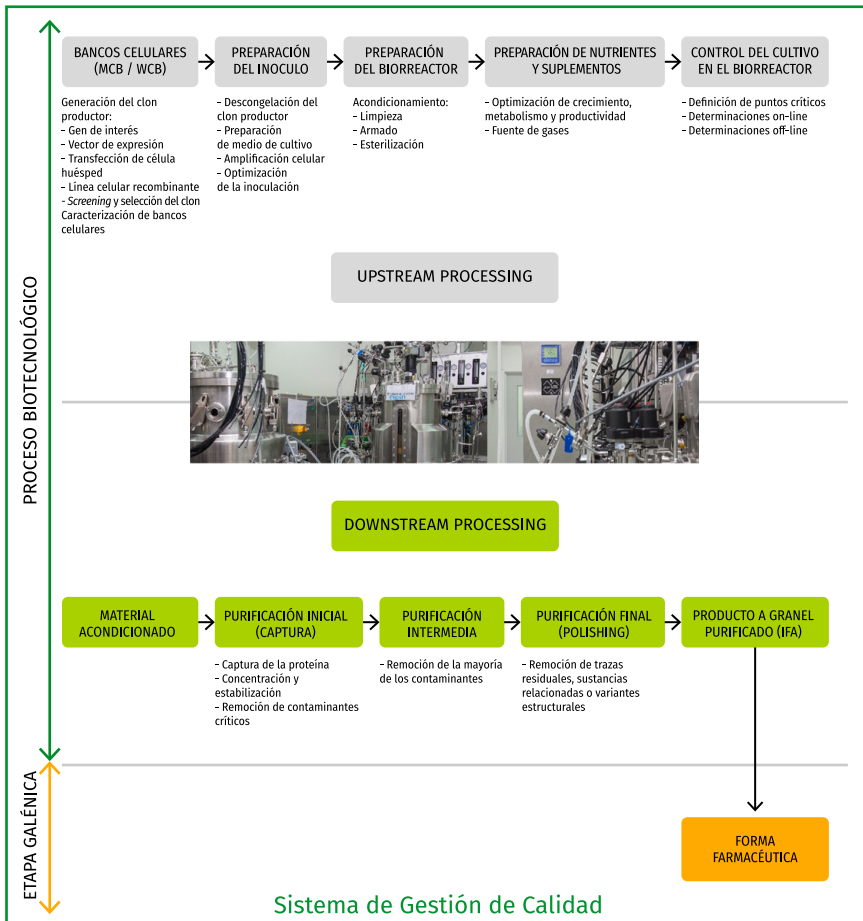 BANCOS CELULARES
(MCB / WCB)
PREPARACIÓN
DEL INOCULO
PREPARACIÓN
DEL BIORREACTOR
PREPARACIÓN DE NUTRIENTES
Y SUPLEMENTOS
CONTROL DEL CULTIVO
EN EL BIORREACTOR
Generación del clon
productor:
– Gen de interés
– Vector de expresión
– Transfección de célula
huésped
– Línea celular recombinante
- Screening y selección del clon
Caracterización de bancos
celulares
– Descongelación del
clon productor
– Preparación
de medio de cultivo
– Amplificación celular
– Optimización
de la inoculación
Acondicionamiento:
– Limpieza
– Armado
– Esterilización
– Optimización de crecimiento,
metabolismo y productividad
– Fuente de gases
– Definición de puntos críticos
– Determinaciones on-line
– Determinaciones off-line
UPSTREAM PROCESSING
PROCESO BIOTECNOLÓGICO
DOWNSTREAM PROCESSING
MATERIAL
ACONDICIONADO
PURIFICACIÓN INICIAL
(CAPTURA)
PURIFICACIÓN
INTERMEDIA
PURIFICACIÓN FINAL
(POLISHING)
PRODUCTO A GRANEL
PURIFICADO (IFA)
– Captura de la proteína
– Concentración y
estabilización
– Remoción de contaminantes
críticos
– Remoción de la mayoría
de los contaminantes
– Remoción de trazas
residuales, sustancias
relacionadas o variantes
estructurales
ETAPA GALÉNICA
FORMA
FARMACÉUTICA
Sistema de Gestión de Calidad